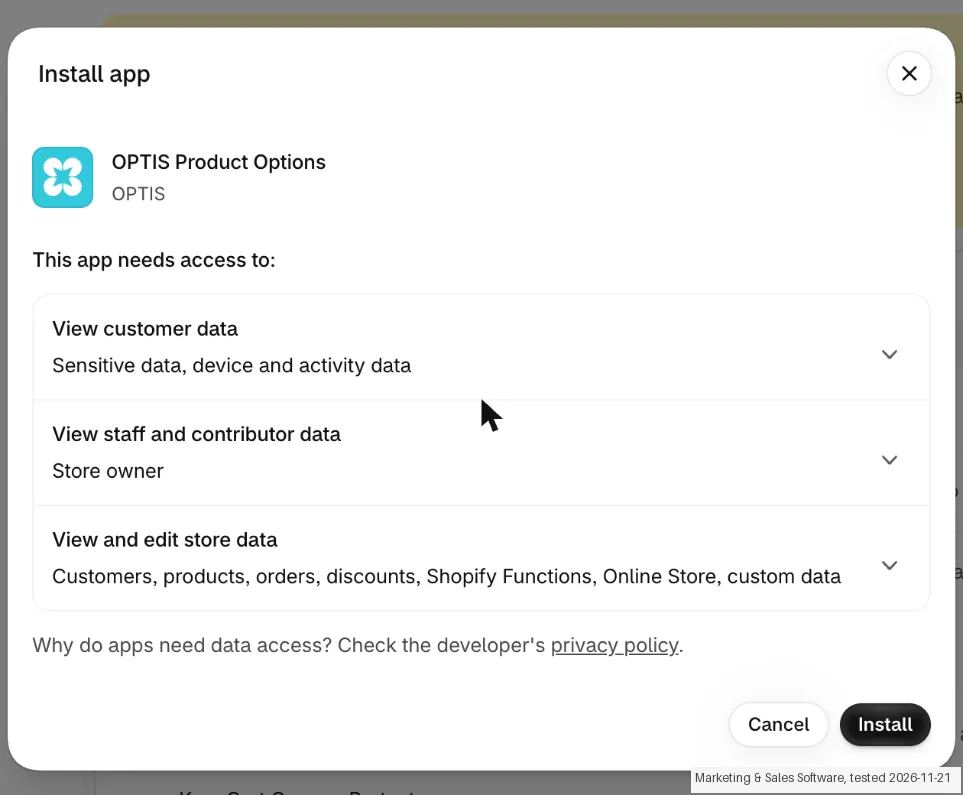 Install app
OPTIS Product Options
OPTIS
This app needs access to:
View customer data
Sensitive data, device and activity data
View staff and contributor data
Store owner
View and edit store data
Customers, products, orders, discounts, Shopify Functions, Online Store, custom data
Why do apps need data access? Check the developer's privacy policy.
Cancel
Install
Marketing & Sales Software, tested 2026-11-21